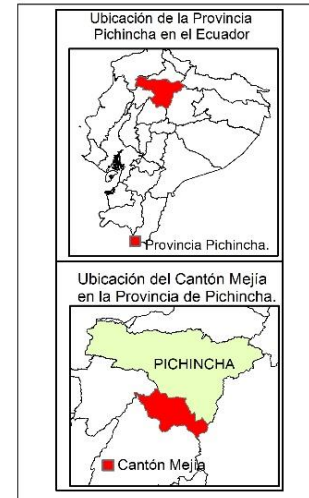 Ubicación de la Provincia
Pichincha en el Ecuador
Provincia Pichincha.
Ubicación del Cantón Mejía
en la Provincia de Pichincha.
PICHINCHA
Cantón Mejía